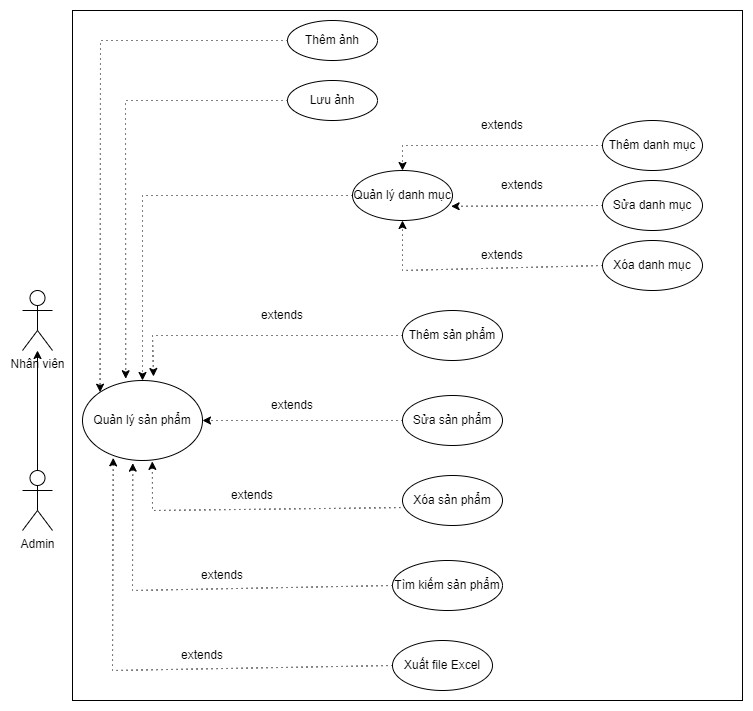 Thêm ảnh
Lưu ảnh
extends
Thêm danh mục
extends
Quản lý danh mục
Sửa danh mục
extends
Xóa danh mục
extends
Thêm sản phẩm
Nhân viên
extends
Quản lý sản phẩm
Sửa sản phẩm
extends
Xóa sản phẩm
Admin
extends
Tìm kiếm sản phẩm
extends
Xuất file Excel